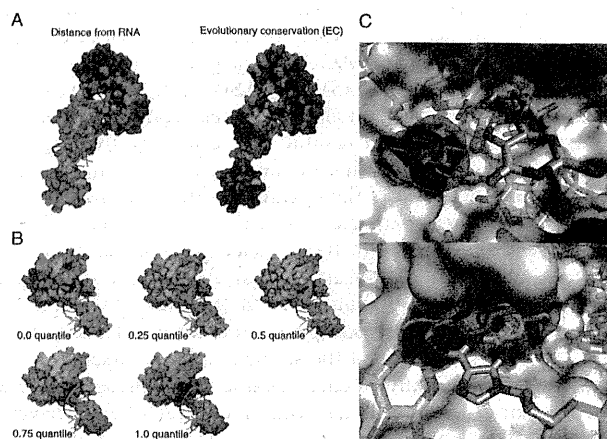 A
Distance from RNA
Evolutionary conservation (EC)
C
B
0.0 quantile
0.25 quantile
0.5 quantile
0.75 quantile
1.0 quantile